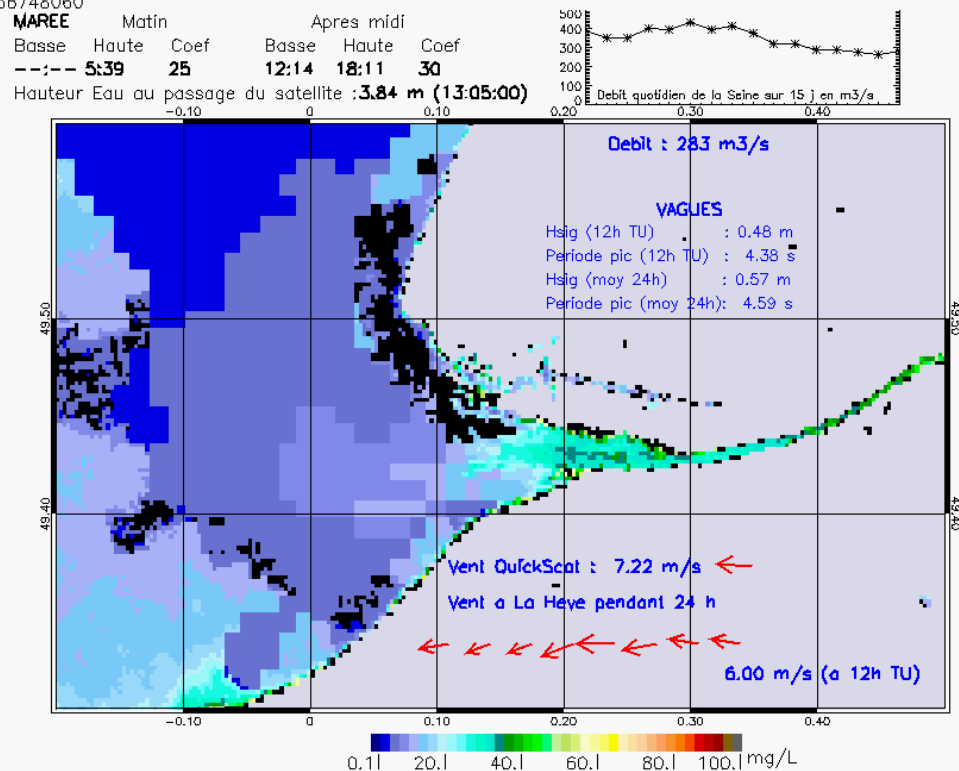 66748060
MAREE Matin Apres midi
Basse Haute Coef Basse Haute Coef
--:-- 5:39 25 12:14 18:11 30
Hauteur Eau au passage du satellite : 3.84 m (13:05:00)
500
400
300
200
100
0
Debit quotidien de la Seine sur 15 j en m3/s
-0.10 0 0.10 0.20 0.30 0.40
Debit : 283 m3/s
VAGUES
Hsig (12h TU) : 0.48 m
Periode pic (12h TU) : 4.38 s
Hsig (moy 24h) : 0.57 m
Periode pic (moy 24h): 4.59 s
49.50 49.50
49.40 49.40
Vent QuickScat : 7.22 m/s
Vent a La Heve pendant 24 h
6.00 m/s (a 12h TU)
-0.10 0 0.10 0.20 0.30 0.40
0.1 20. 40. 60. 80. 100. mg/L